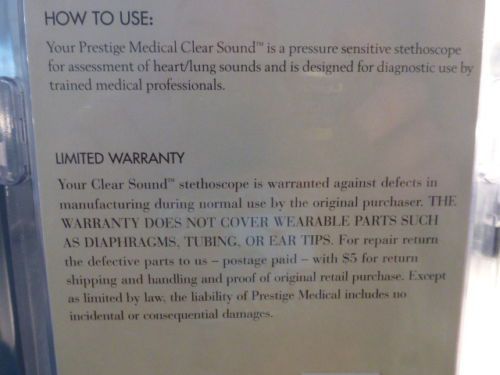 HOW TO USE:
Your Prestige Medical Clear Sound™ is a pressure sensitive stethoscope
for assessment of heart/lung sounds and is designed for diagnostic use by
trained medical professionals.
LIMITED WARRANTY
Your Clear Sound™ stethoscope is warranted against defects in
manufacturing during normal use by the original purchaser. THE
WARRANTY DOES NOT COVER WEARABLE PARTS SUCH
AS DIAPHRAGMS, TUBING, OR EAR TIPS. For repair return
the defective parts to us – postage paid – with $5 for return
shipping and handling and proof of original retail purchase. Except
as limited by law, the liability of Prestige Medical includes no
incidental or consequential damages.